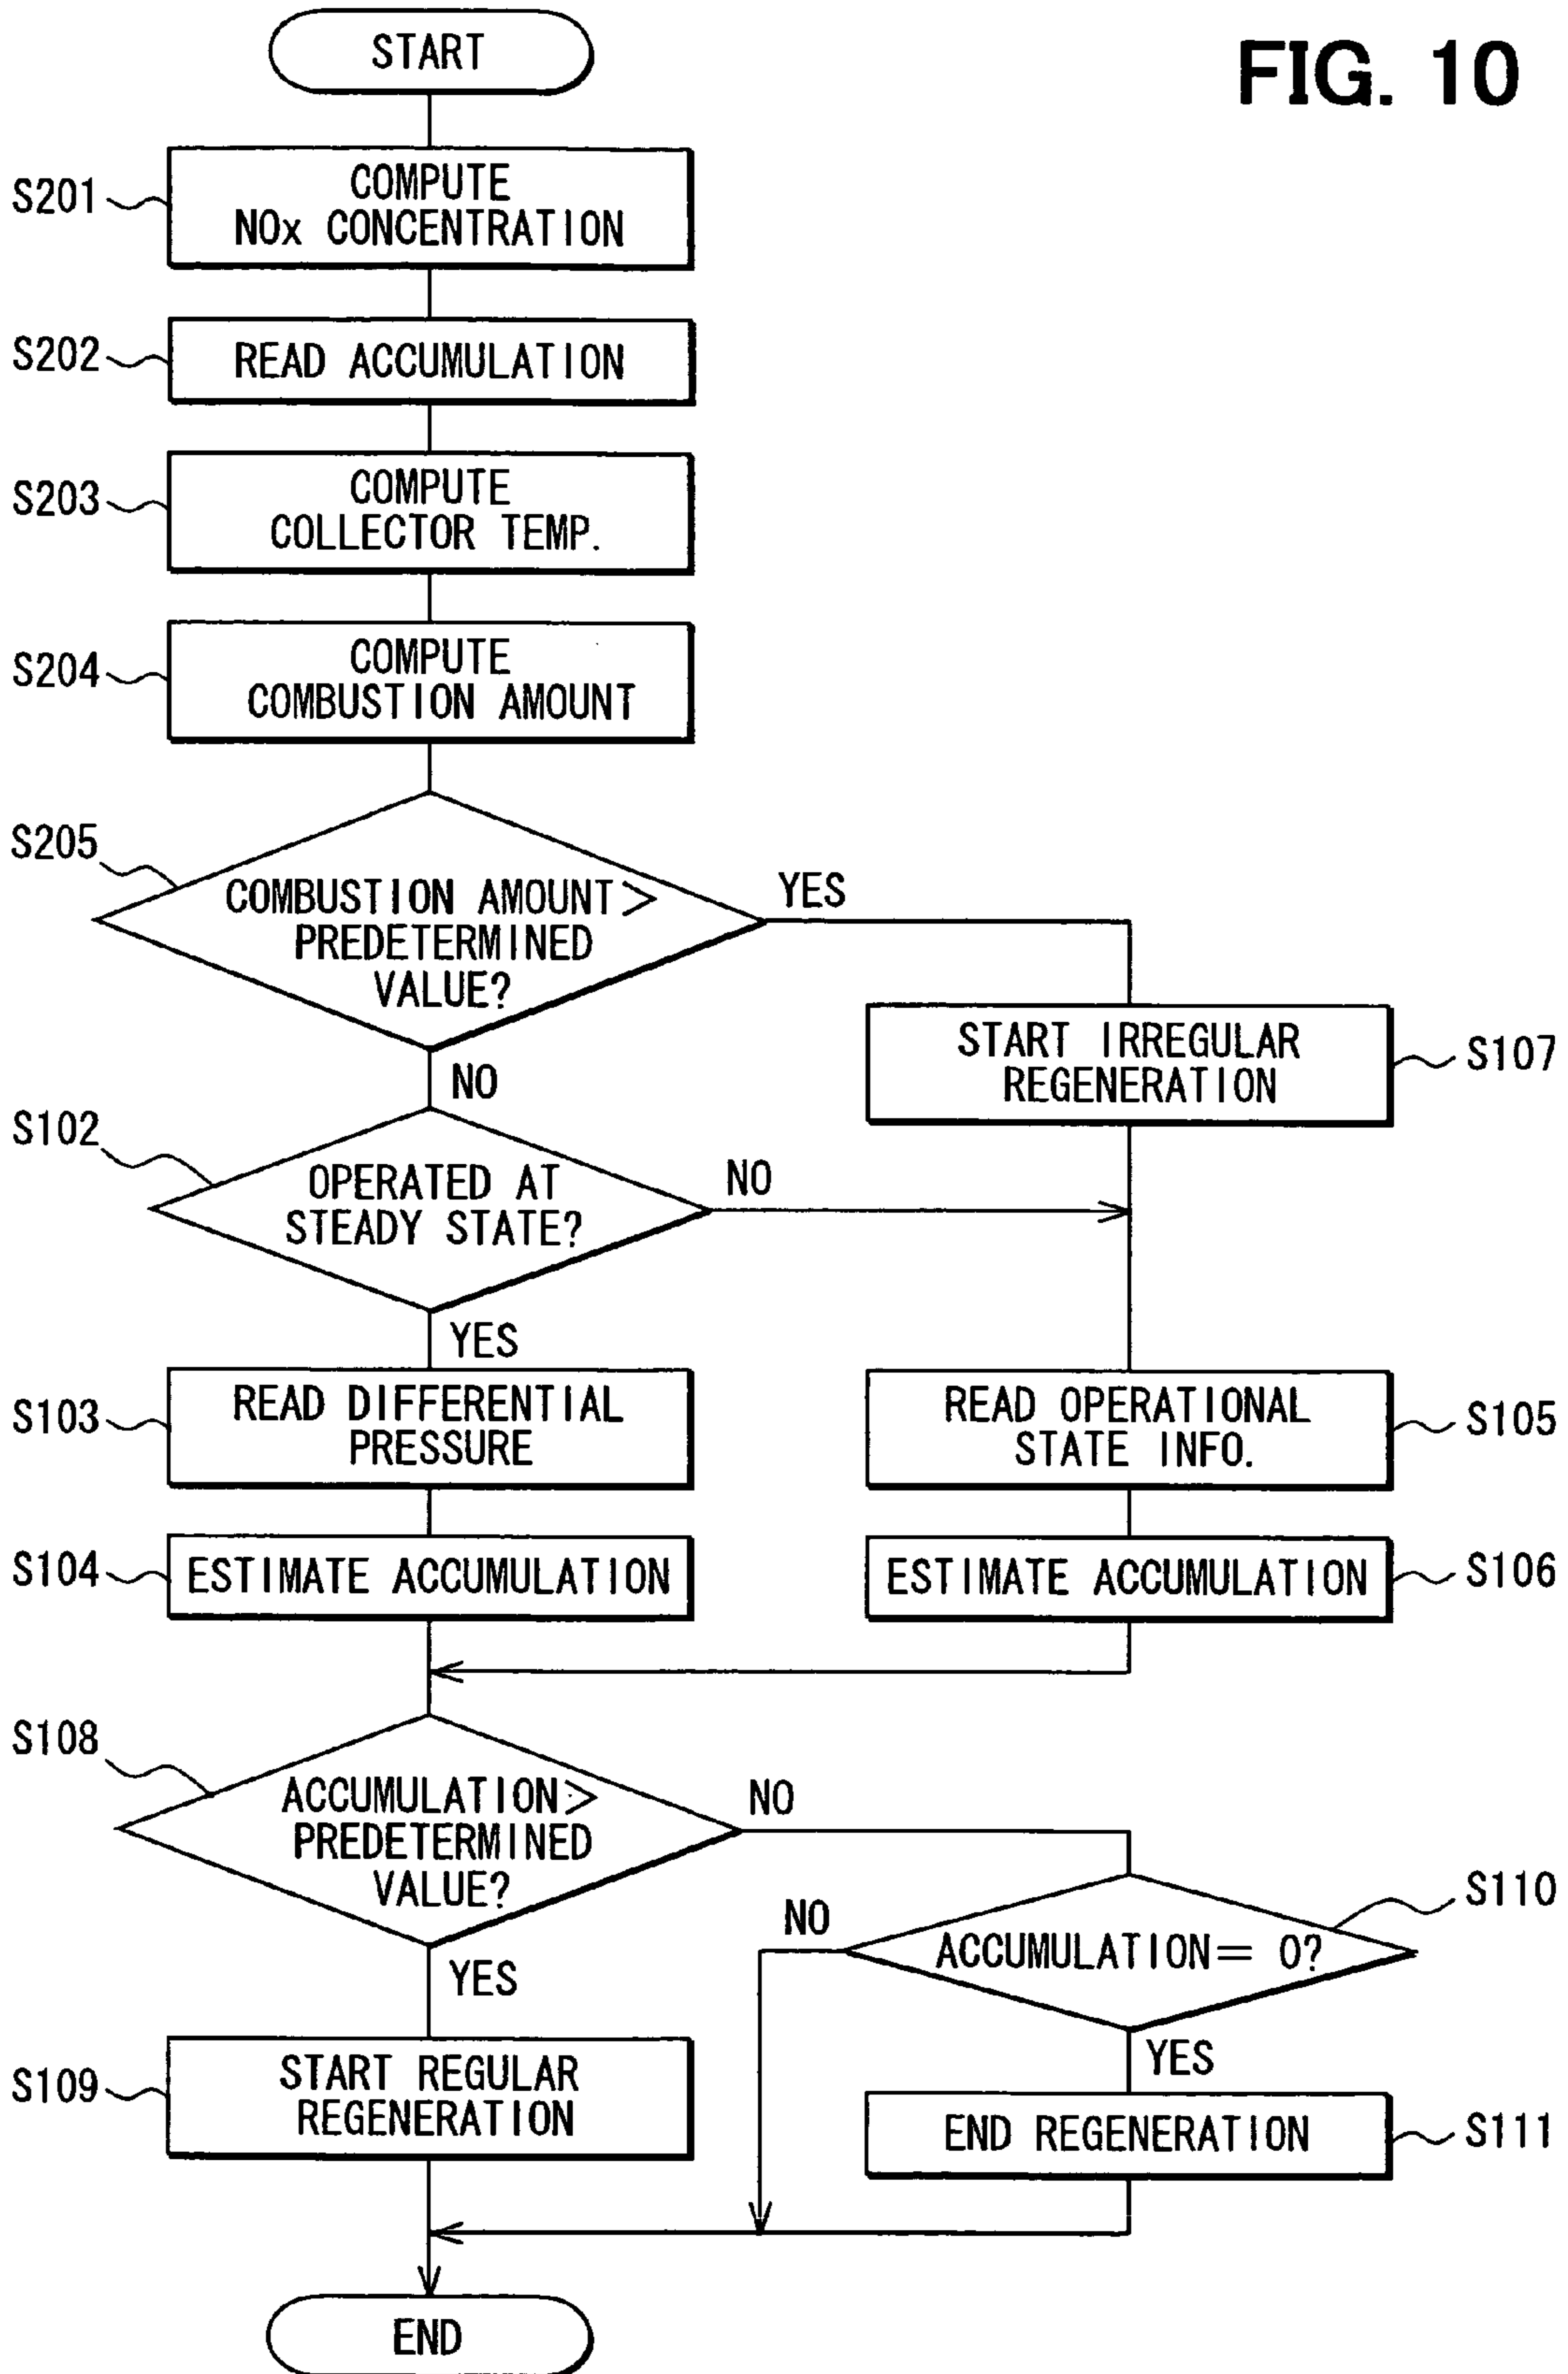 FIG. 10
START
S201
COMPUTE
NOx CONCENTRATION
S202
READ ACCUMULATION
S203
COMPUTE
COLLECTOR TEMP.
S204
COMPUTE
COMBUSTION AMOUNT
S205
COMBUSTION AMOUNT >
PREDETERMINED
VALUE?
YES
NO
START IRREGULAR
REGENERATION
S107
S102
OPERATED AT
STEADY STATE?
NO
YES
S103
READ DIFFERENTIAL
PRESSURE
READ OPERATIONAL
STATE INFO.
S105
S104
ESTIMATE ACCUMULATION
ESTIMATE ACCUMULATION
S106
S108
ACCUMULATION >
PREDETERMINED
VALUE?
NO
YES
S110
ACCUMULATION = 0?
NO
YES
S109
START REGULAR
REGENERATION
END REGENERATION
S111
END